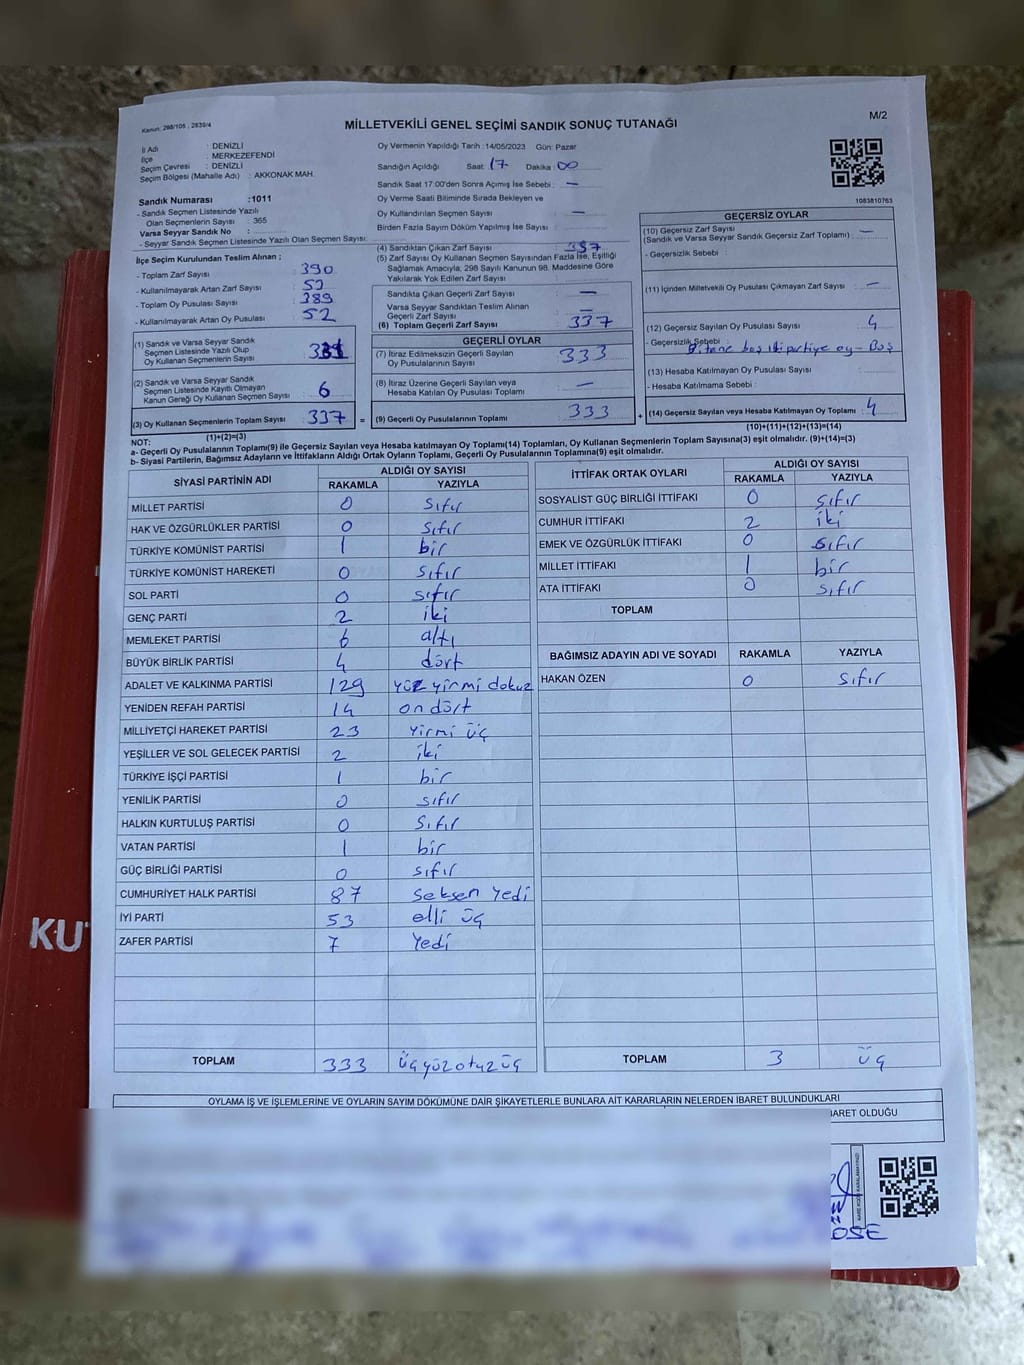 Kanun: 298/105 , 2839/4
MİLLETVEKİLİ GENEL SEÇİMİ SANDIK SONUÇ TUTANAĞI
M/2
İl Adı : DENİZLİ
İlçe : MERKEZEFENDİ
Seçim Çevresi : DENİZLİ
Seçim Bölgesi (Mahalle Adı) : AKKONAK MAH.
Sandık Numarası :1011
- Sandık Seçmen Listesinde Yazılı
Olan Seçmenlerin Sayısı : 365
Varsa Seyyar Sandık No :
- Seyyar Sandık Seçmen Listesinde Yazılı Olan Seçmen Sayısı:
Oy Vermenin Yapıldığı Tarih : 14/05/2023 Gün: Pazar
Sandığın Açıldığı Saat: 17 Dakika: 00
Sandık Saat 17:00'den Sonra Açımış İse Sebebi : —
Oy Verme Saati Bitiminde Sırada Bekleyen ve
Oy Kullandırılan Seçmen Sayısı : —
Birden Fazla Sayım Döküm Yapılmış İse Sayısı :
1083810763
İlçe Seçim Kurulundan Teslim Alınan ;
- Toplam Zarf Sayısı : 390
- Kullanılmayarak Artan Zarf Sayısı : 53
- Toplam Oy Pusulası Sayısı : 389
- Kullanılmayarak Artan Oy Pusulası : 52
(1) Sandık ve Varsa Seyyar Sandık
Seçmen Listesinde Yazılı Olup
Oy Kullanan Seçmenlerin Sayısı : 331
(2) Sandık ve Varsa Seyyar Sandık
Seçmen Listesinde Kayıtlı Olmayan
Kanun Gereği Oy Kullanan Seçmen Sayısı : 6
(3) Oy Kullanan Seçmenlerin Toplam Sayısı : 337
(1)+(2)=(3)
(4) Sandıktan Çıkan Zarf Sayısı : 337
(5) Zarf Sayısı Oy Kullanan Seçmen Sayısından Fazla İse, Eşitliği
Sağlamak Amacıyla, 298 Sayılı Kanunun 98. Maddesine Göre
Yakılarak Yok Edilen Zarf Sayısı :
Sandıkta Çıkan Geçerli Zarf Sayısı : —
Varsa Seyyar Sandıktan Teslim Alınan
Geçerli Zarf Sayısı : —
(6) Toplam Geçerli Zarf Sayısı : 337
GEÇERLİ OYLAR
(7) İtiraz Edilmeksizin Geçerli Sayılan
Oy Pusulasının Sayısı : 333
(8) İtiraz Üzerine Geçerli Sayılan veya
Hesaba Katılan Oy Pusulası Sayısı : —
= (9) Geçerli Oy Pusulalarının Toplamı : 333
GEÇERSİZ OYLAR
(10) Geçersiz Zarf Sayısı : —
(Sandık ve Varsa Seyyar Sandık Geçersiz Zarf Toplamı)
- Geçersizlik Sebebi :
(11) İçinden Milletvekili Oy Pusulası Çıkmayan Zarf Sayısı : —
(12) Geçersiz Sayılan Oy Pusulası Sayısı : 4
- Geçersizlik Sebebi : Bi tane boş iki partiye oy - Boş
(13) Hesaba Katılmayan Oy Pusulası Sayısı :
- Hesaba Katılmama Sebebi :
+ (14) Geçersiz Sayılan veya Hesaba Katılmayan Oy Toplamı : 4
(10)+(11)+(12)+(13)=(14)
NOT:
a- Geçerli Oy Pusulalarının Toplamı(9) ile Geçersiz Sayılan veya Hesaba katılmayan Oy Toplamı(14) Toplamları, Oy Kullanan Seçmenlerin Toplam Sayısına(3) eşit olmalıdır. (9)+(14)=(3)
b- Siyasi Partilerin, Bağımsız Adayların ve İttifakların Aldığı Ortak Oyların Toplamı, Geçerli Oy Pusulalarının Toplamına(9) eşit olmalıdır.
SİYASİ PARTİNİN ADI ALDIĞI OY SAYISI
RAKAMLA YAZIYLA
MİLLET PARTİSİ 0 sıfır
HAK VE ÖZGÜRLÜKLER PARTİSİ 0 sıfır
TÜRKİYE KOMÜNİST PARTİSİ 1 bir
TÜRKİYE KOMÜNİST HAREKETİ 0 sıfır
SOL PARTİ 0 sıfır
GENÇ PARTİ 2 iki
MEMLEKET PARTİSİ 6 altı
BÜYÜK BİRLİK PARTİSİ 4 dört
ADALET VE KALKINMA PARTİSİ 129 yüz yirmi dokuz
YENİDEN REFAH PARTİSİ 14 on dört
MİLLİYETÇİ HAREKET PARTİSİ 23 yirmi üç
YEŞİLLER VE SOL GELECEK PARTİSİ 2 iki
TÜRKİYE İŞÇİ PARTİSİ 1 bir
YENİLİK PARTİSİ 0 sıfır
HALKIN KURTULUŞ PARTİSİ 0 sıfır
VATAN PARTİSİ 1 bir
GÜÇ BİRLİĞİ PARTİSİ 0 sıfır
CUMHURİYET HALK PARTİSİ 87 seksen yedi
İYİ PARTİ 53 elli üç
ZAFER PARTİSİ 7 yedi
TOPLAM 333 üçyüzotuzüç
İTTİFAK ORTAK OYLARI ALDIĞI OY SAYISI
RAKAMLA YAZIYLA
SOSYALIST GÜÇ BİRLİĞİ İTTİFAKI 0 sıfır
CUMHUR İTTİFAKI 2 iki
EMEK VE ÖZGÜRLÜK İTTİFAKI 0 sıfır
MİLLET İTTİFAKI 1 bir
ATA İTTİFAKI 0 sıfır
TOPLAM
BAĞIMSIZ ADAYIN ADI VE SOYADI RAKAMLA YAZIYLA
HAKAN ÖZEN 0 sıfır
TOPLAM 3 üç
OYLAMA İŞ VE İŞLEMLERİNE VE OYLARIN SAYIM DÖKÜMÜNE DAİR ŞİKAYETLERLE BUNLARA AİT KARARLARIN NELERDEN İBARET BULUNDUKLARI
BARET OLDUĞU
KU